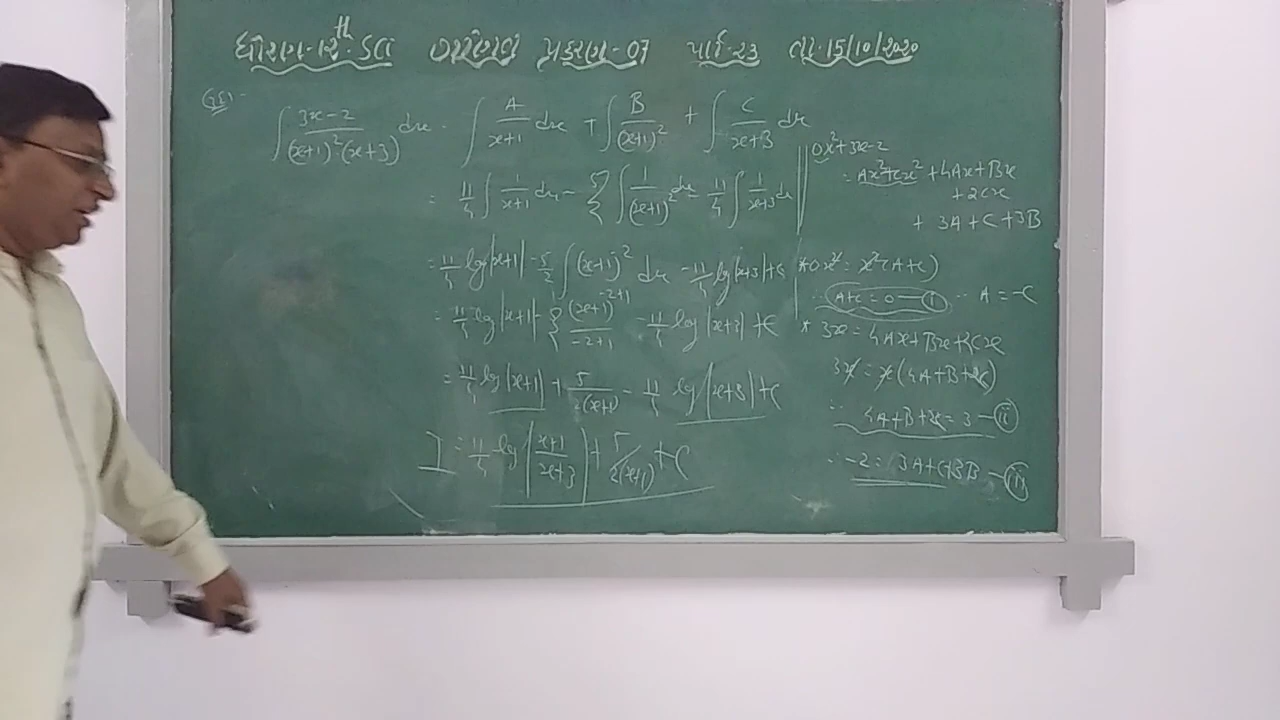 ધોરણ-12th SCI ગણિત પ્રકરણ-07 પાર્ટ-23 તા.15/10/2020
∫ (3x-2)/((x+1)²·(x+3)) dx = ∫ A/(x+1) dx + ∫ B/(x+1)² + ∫ C/(x+3) dx
= 11/4 ∫ 1/(x+1) dx - 5/2 ∫ 1/(x+1)² dx - 11/4 ∫ 1/(x+3) dx
= 11/4 log|x+1| - 5/2 ∫ (x+1)^-2 dx - 11/4 log|x+3| + C
= 11/4 log|x+1| - 5/2 (x+1)^(-2+1)/(-2+1) - 11/4 log|x+3| + C
= 11/4 log|x+1| + 5/(2(x+1)) - 11/4 log|x+3| + C
I = 11/4 log|(x+1)/(x+3)| + 5/(2(x+1)) + C
0x²+3x-2
= Ax²+Cx² + 4Ax+Bx
+2Cx
+ 3A+C+3B
* 0x² = x²(A+C)
∴ A+C = 0 — (i) ∴ A = -C
* 3x = 4Ax+Bx+2Cx
3x = x(4A+B+2C)
∴ 4A+B+2C = 3 — (ii)
∴ -2 = 3A+C+3B — (iii)